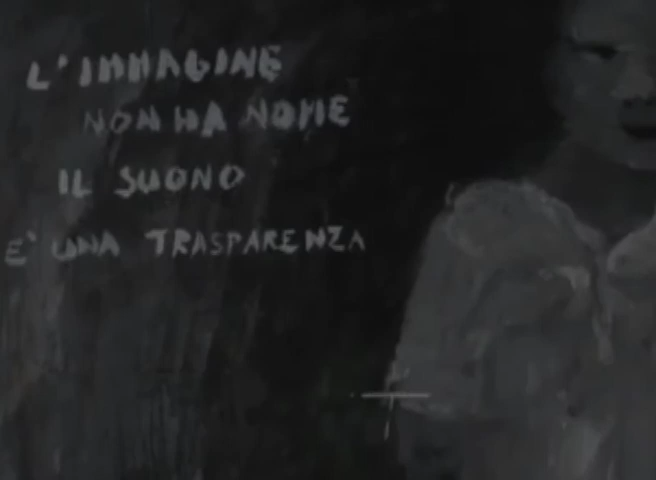 L'IMMAGINE
NON HA NOME
IL SUONO
E' UNA TRASPARENZA